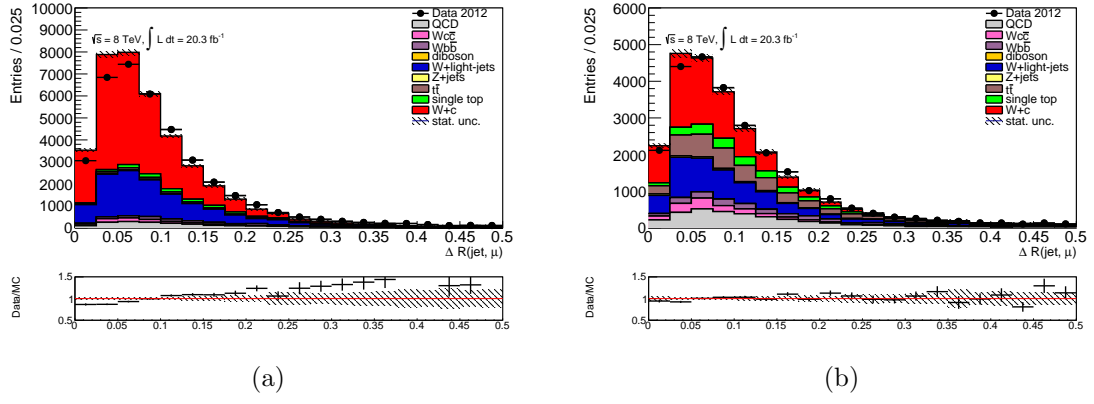 Entries / 0.025
10000
9000
8000
7000
6000
5000
4000
3000
2000
1000
0
√s = 8 TeV, ∫ L dt = 20.3 fb⁻¹
Data 2012
QCD
Wcc̄
Wbb̄
diboson
W+light-jets
Z+jets
tt̄
single top
W+c
stat. unc.
0 0.05 0.1 0.15 0.2 0.25 0.3 0.35 0.4 0.45 0.5
Δ R(jet, μ)
Data/MC
1.5
1
0.5
0 0.05 0.1 0.15 0.2 0.25 0.3 0.35 0.4 0.45 0.5
(a)
Entries / 0.025
6000
5000
4000
3000
2000
1000
0
√s = 8 TeV, ∫ L dt = 20.3 fb⁻¹
Data 2012
QCD
Wcc̄
Wbb̄
diboson
W+light-jets
Z+jets
tt̄
single top
W+c
stat. unc.
0 0.05 0.1 0.15 0.2 0.25 0.3 0.35 0.4 0.45 0.5
Δ R(jet, μ)
Data/MC
1.5
1
0.5
0 0.05 0.1 0.15 0.2 0.25 0.3 0.35 0.4 0.45 0.5
(b)